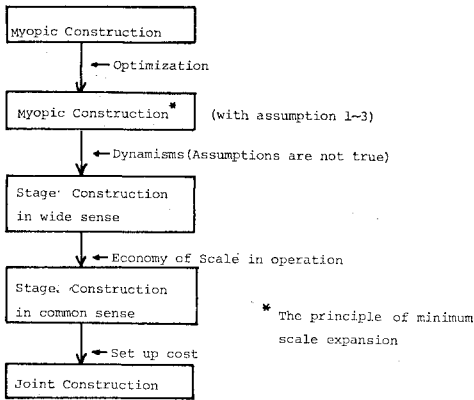 Myopic Construction
←Optimization
Myopic Construction* (with assumption 1~3)
←Dynamisms(Assumptions are not true)
Stage Construction
in wide sense
←Economy of Scale in operation
Stage Construction
in common sense
* The principle of minimum
scale expansion
←Set up cost
Joint Construction